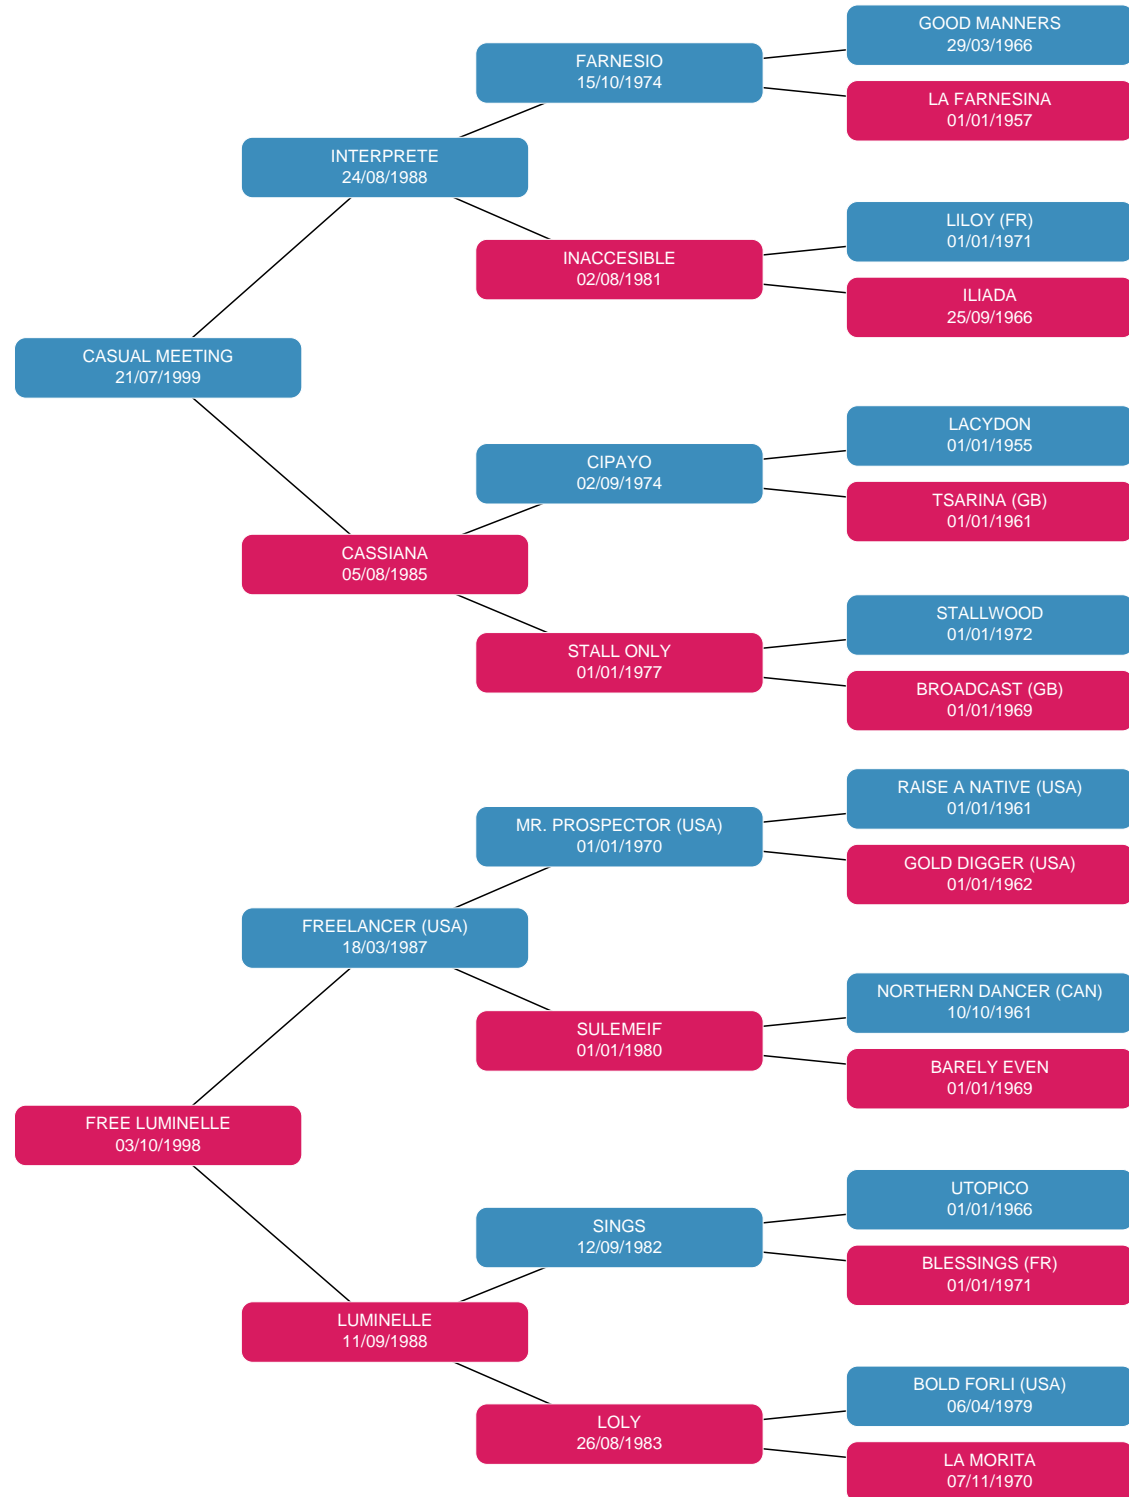 GOOD MANNERS
29/03/1966
FARNESIO
15/10/1974
LA FARNESINA
01/01/1957
INTERPRETE
24/08/1988
LILOY (FR)
01/01/1971
INACCESIBLE
02/08/1981
ILIADA
25/09/1966
CASUAL MEETING
21/07/1999
LACYDON
01/01/1955
CIPAYO
02/09/1974
TSARINA (GB)
01/01/1961
CASSIANA
05/08/1985
STALLWOOD
01/01/1972
STALL ONLY
01/01/1977
BROADCAST (GB)
01/01/1969
RAISE A NATIVE (USA)
01/01/1961
MR. PROSPECTOR (USA)
01/01/1970
GOLD DIGGER (USA)
01/01/1962
FREELANCER (USA)
18/03/1987
NORTHERN DANCER (CAN)
10/10/1961
SULEMEIF
01/01/1980
BARELY EVEN
01/01/1969
FREE LUMINELLE
03/10/1998
UTOPICO
01/01/1966
SINGS
12/09/1982
BLESSINGS (FR)
01/01/1971
LUMINELLE
11/09/1988
BOLD FORLI (USA)
06/04/1979
LOLY
26/08/1983
LA MORITA
07/11/1970